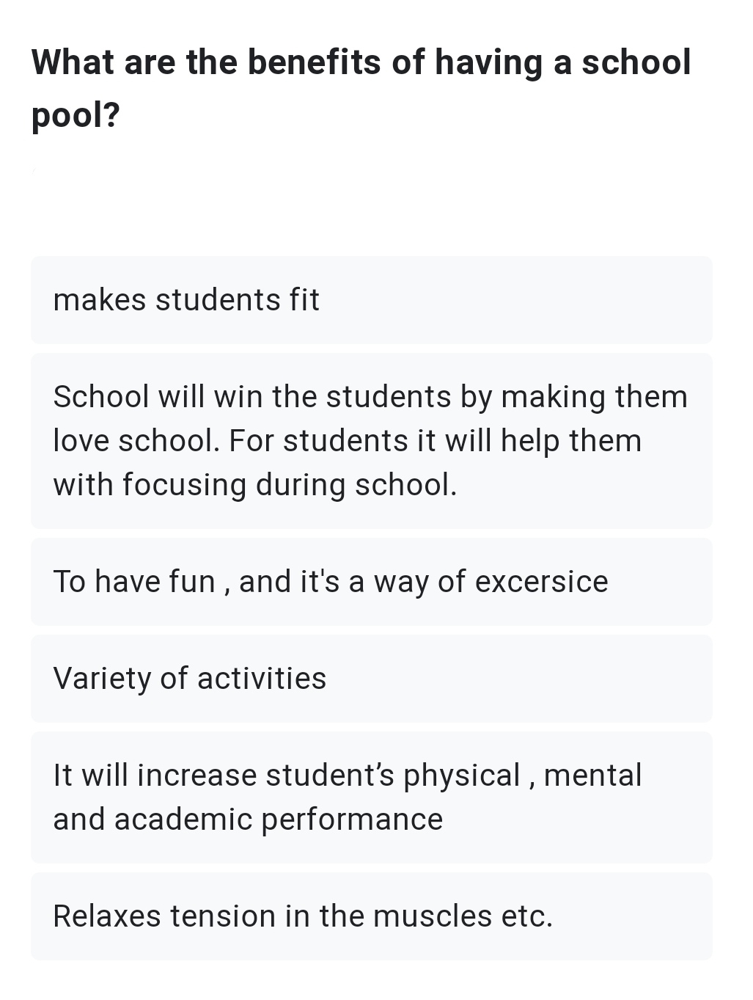 What are the benefits of having a school
pool?
makes students fit
School will win the students by making them
love school. For students it will help them
with focusing during school.
To have fun , and it's a way of excersice
Variety of activities
It will increase student’s physical , mental
and academic performance
Relaxes tension in the muscles etc.